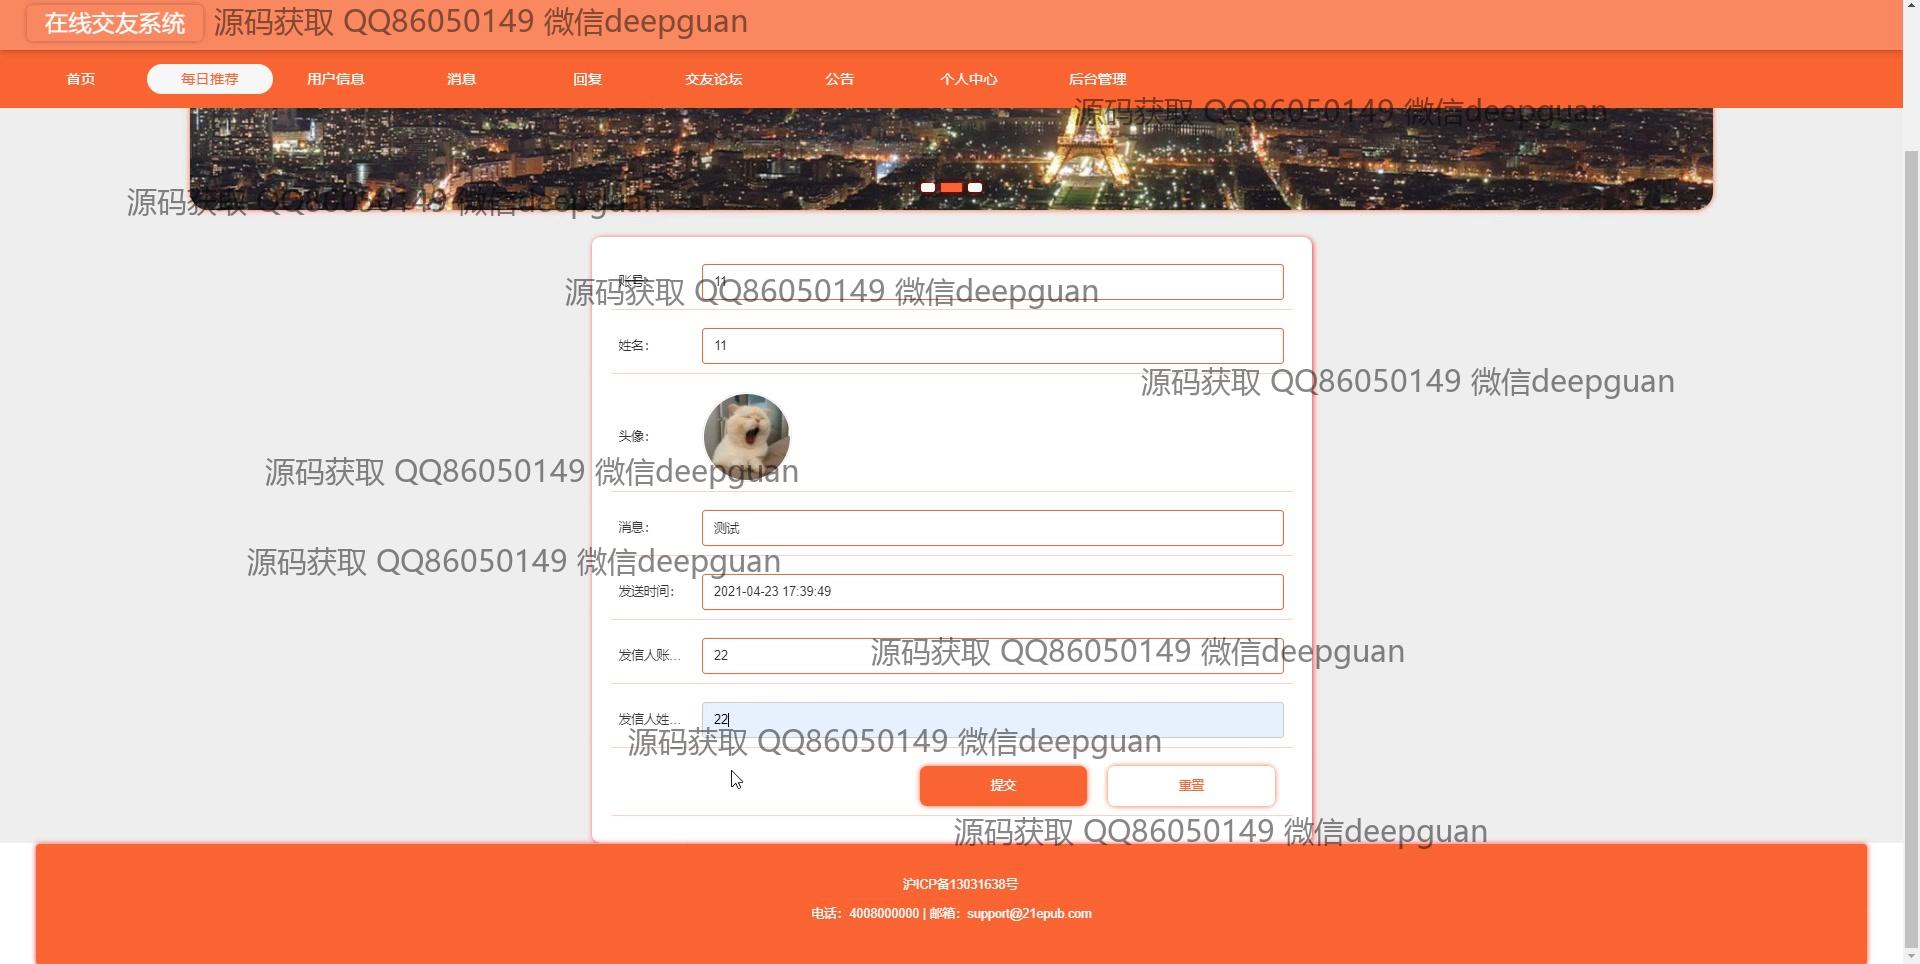 在线交友系统 源码获取 QQ86050149 微信deepguan
首页 每日推荐 用户信息 消息 回复 交友论坛 公告 个人中心 后台管理
源码获取 QQ86050149 微信deepguan
源码获取 QQ86050149 微信deepguan
账号: 11
源码获取 QQ86050149 微信deepguan
姓名: 11
源码获取 QQ86050149 微信deepguan
头像:
源码获取 QQ86050149 微信deepguan
消息: 测试
源码获取 QQ86050149 微信deepguan
发送时间: 2021-04-23 17:39:49
发信人账... 22
源码获取 QQ86050149 微信deepguan
发信人姓... 22
源码获取 QQ86050149 微信deepguan
提交 重置
源码获取 QQ86050149 微信deepguan
沪ICP备13031638号
电话：4008000000 | 邮箱：support@21epub.com